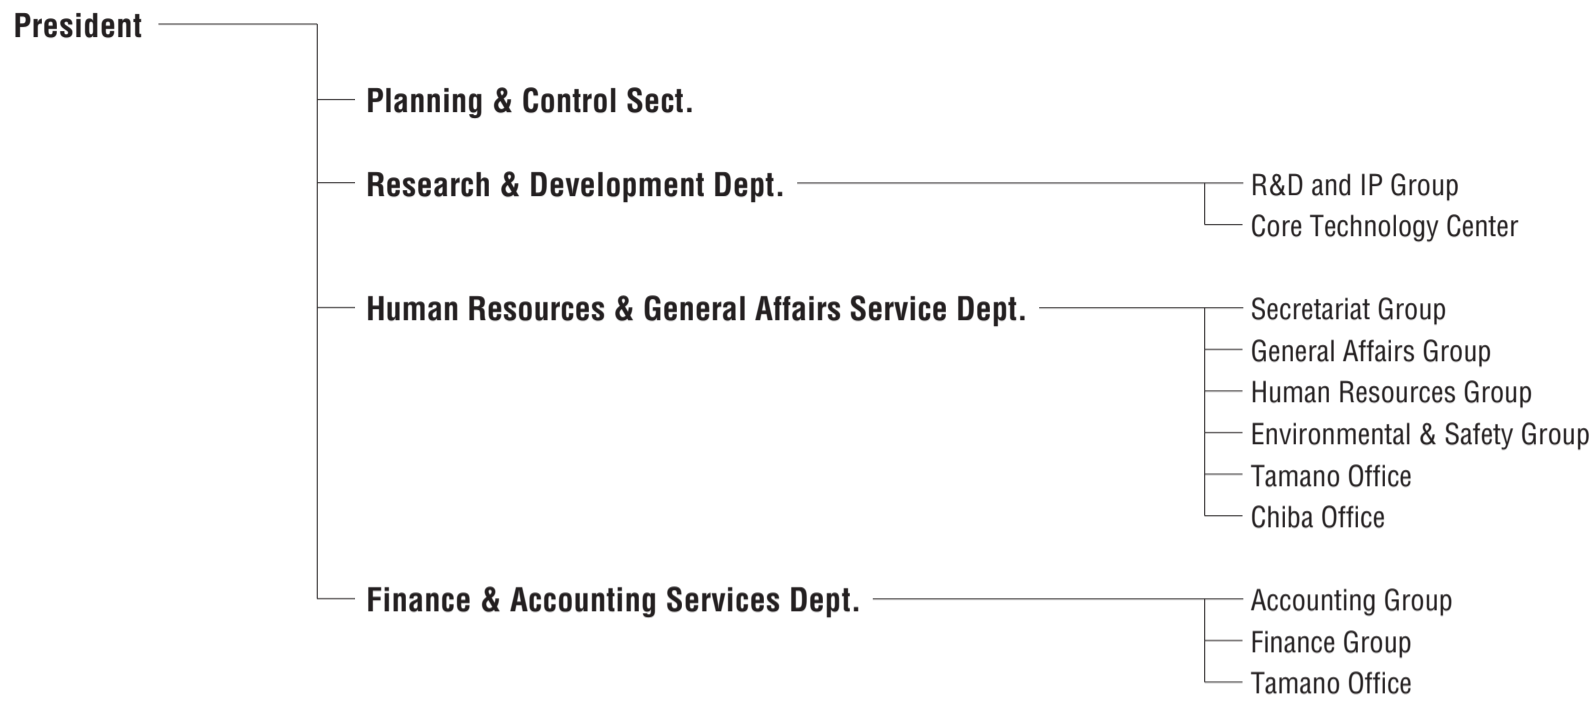 President
Planning & Control Sect.
Research & Development Dept.
R&D and IP Group
Core Technology Center
Human Resources & General Affairs Service Dept.
Secretariat Group
General Affairs Group
Human Resources Group
Environmental & Safety Group
Tamano Office
Chiba Office
Finance & Accounting Services Dept.
Accounting Group
Finance Group
Tamano Office